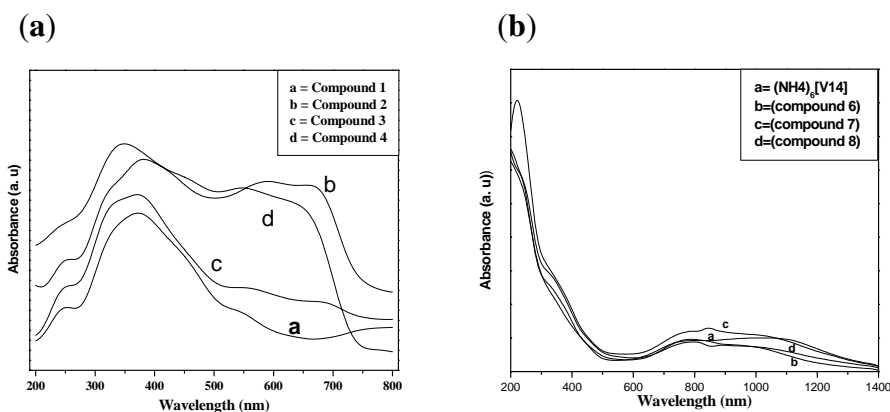 (a)
a = Compound 1
b = Compound 2
c = Compound 3
d = Compound 4
b
d
c
a
Absorbance (a. u)
200 300 400 500 600 700 800
Wavelength (nm)
(b)
a= (NH4)6[V14]
b=(compound 6)
c=(compound 7)
d=(compound 8)
c
a
d
b
Absorbance (a. u)
200 400 600 800 1000 1200 1400
Wavelength (nm)